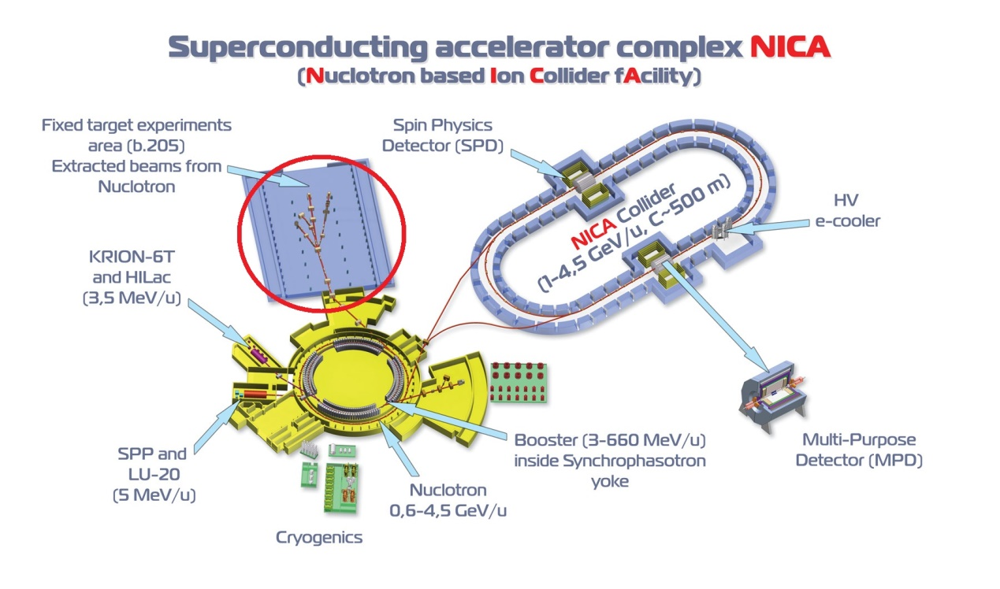 Superconducting accelerator complex NICA
(Nuclotron based Ion Collider fAcility)
Fixed target experiments
area (b.205)
Extracted beams from
Nuclotron
Spin Physics
Detector (SPD)
NICA Collider
(1-4,5 GeV/u, C~500 m)
HV
e-cooler
KRION-6T
and HILac
(3,5 MeV/u)
SPP and
LU-20
(5 MeV/u)
Cryogenics
Nuclotron
0,6-4,5 GeV/u
Booster (3-660 MeV/u)
inside Synchrophasotron
yoke
Multi-Purpose
Detector (MPD)